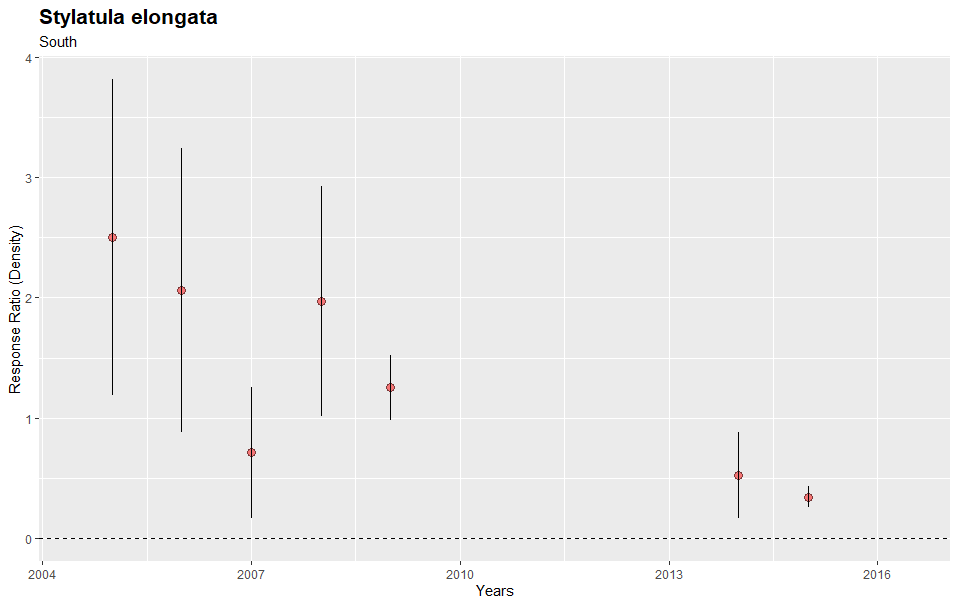 Stylatula elongata
South
Response Ratio (Density)
4
3
2
1
0
2004 2007 2010 2013 2016
Years